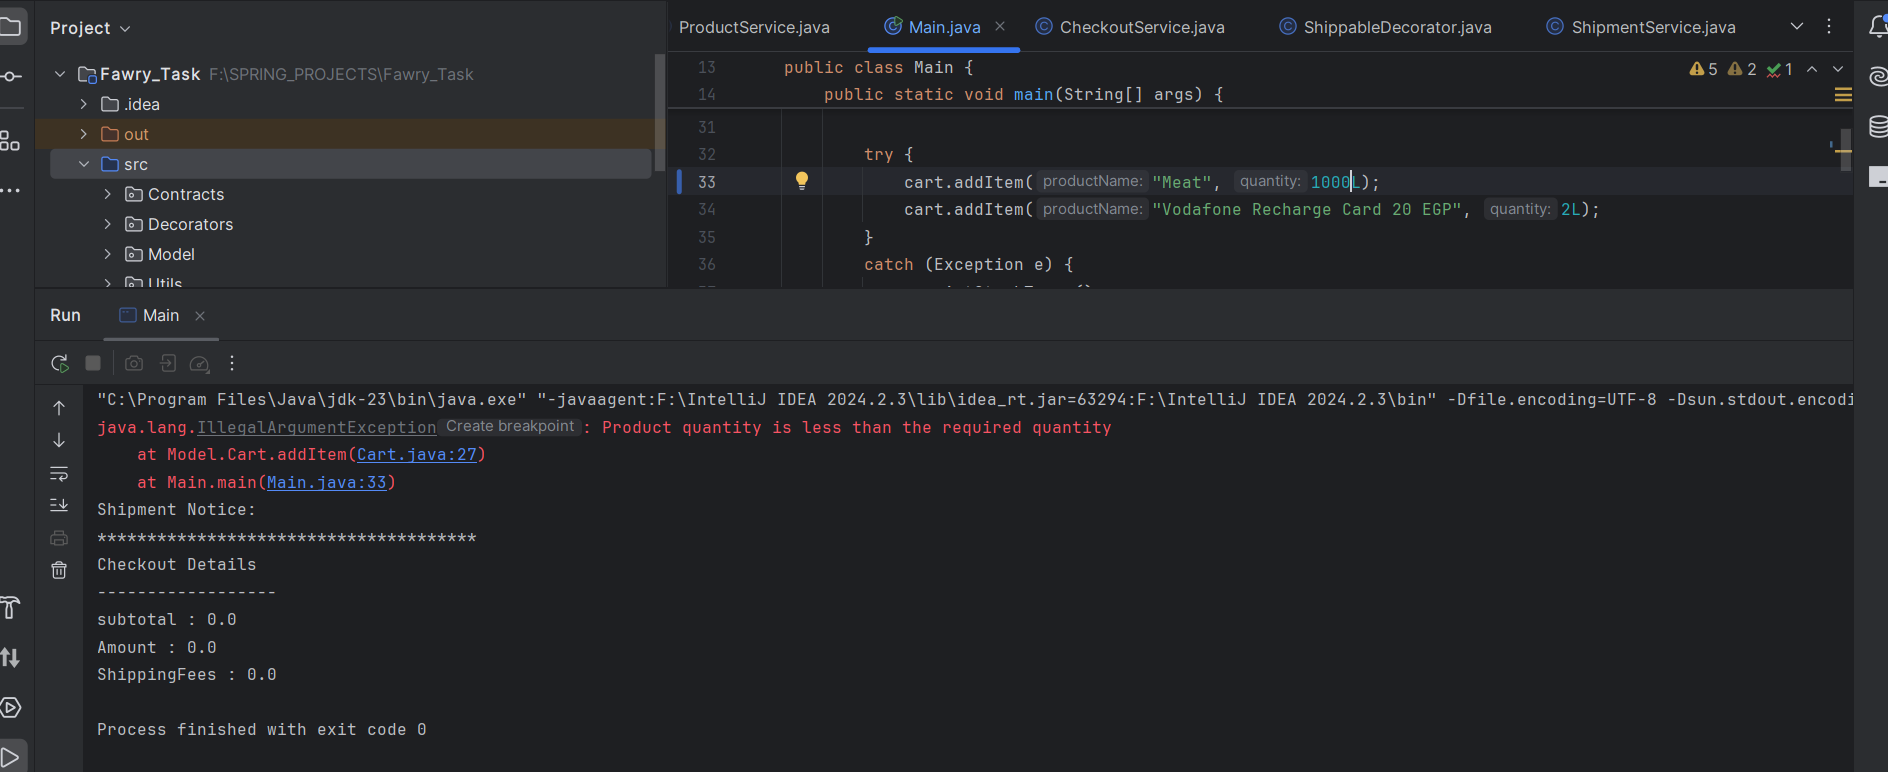 Project
Fawry_Task F:\SPRING_PROJECTS\Fawry_Task
.idea
out
src
Contracts
Decorators
Model
Utils
ProductService.java Main.java CheckoutService.java ShippableDecorator.java ShipmentService.java
5 2 1
13 public class Main {
14 public static void main(String[] args) {
31
32 try {
33 cart.addItem( productName: "Meat", quantity: 1000L);
34 cart.addItem( productName: "Vodafone Recharge Card 20 EGP", quantity: 2L);
35 }
36 catch (Exception e) {
Run Main
"C:\Program Files\Java\jdk-23\bin\java.exe" "-javaagent:F:\IntelliJ IDEA 2024.2.3\lib\idea_rt.jar=63294:F:\IntelliJ IDEA 2024.2.3\bin" -Dfile.encoding=UTF-8 -Dsun.stdout.encodi
java.lang.IllegalArgumentException Create breakpoint : Product quantity is less than the required quantity
at Model.Cart.addItem(Cart.java:27)
at Main.main(Main.java:33)
Shipment Notice:
**************************************
Checkout Details
------------------
subtotal : 0.0
Amount : 0.0
ShippingFees : 0.0
Process finished with exit code 0